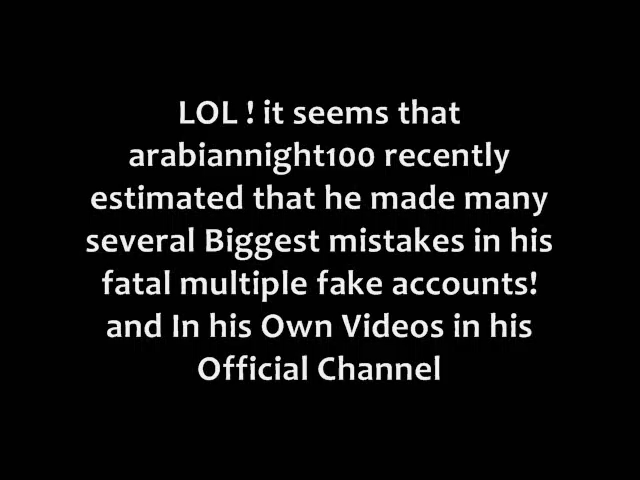 LOL ! it seems that
arabiannight100 recently
estimated that he made many
several Biggest mistakes in his
fatal multiple fake accounts!
and In his Own Videos in his
Official Channel